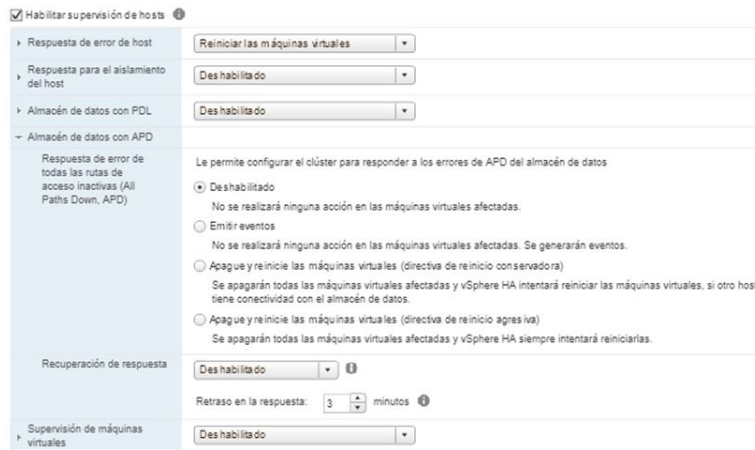 Habilitar supervisión de hosts
Respuesta de error de host
Reiniciar las máquinas virtuales
Respuesta para el aislamiento
del host
Deshabilitado
Almacén de datos con PDL
Deshabilitado
Almacén de datos con APD
Respuesta de error de
todas las rutas de
acceso inactivas (All
Paths Down, APD)
Le permite configurar el clúster para responder a los errores de APD del almacén de datos
Deshabilitado
No se realizará ninguna acción en las máquinas virtuales afectadas.
Emitir eventos
No se realizará ninguna acción en las máquinas virtuales afectadas. Se generarán eventos.
Apague y reinicie las máquinas virtuales (directiva de reinicio conservadora)
Se apagarán todas las máquinas virtuales afectadas y vSphere HA intentará reiniciar las máquinas virtuales, si otro host
tiene conectividad con el almacén de datos.
Apague y reinicie las máquinas virtuales (directiva de reinicio agresiva)
Se apagarán todas las máquinas virtuales afectadas y vSphere HA siempre intentará reiniciarlas.
Recuperación de respuesta
Deshabilitado
Retraso en la respuesta: 3 minutos
Supervisión de máquinas
virtuales
Deshabilitado